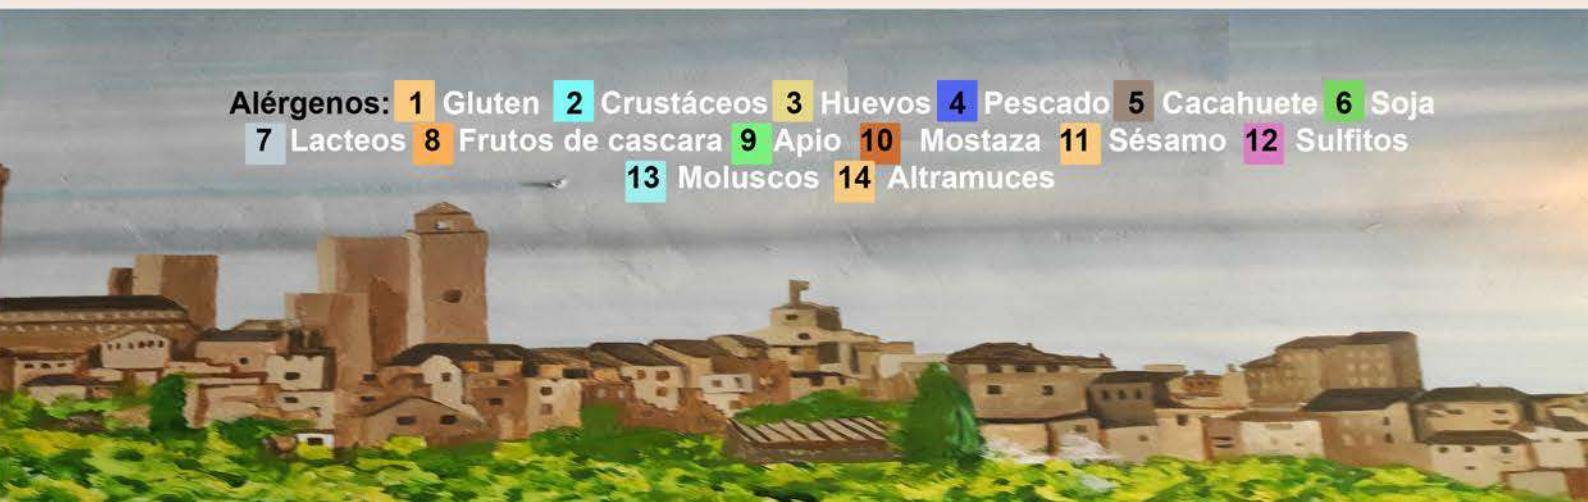 Alérgenos: 1 Gluten 2 Crustáceos 3 Huevos 4 Pescado 5 Cacahuete 6 Soja
7 Lacteos 8 Frutos de cascara 9 Apio 10 Mostaza 11 Sésamo 12 Sulfitos
13 Moluscos 14 Altramuces